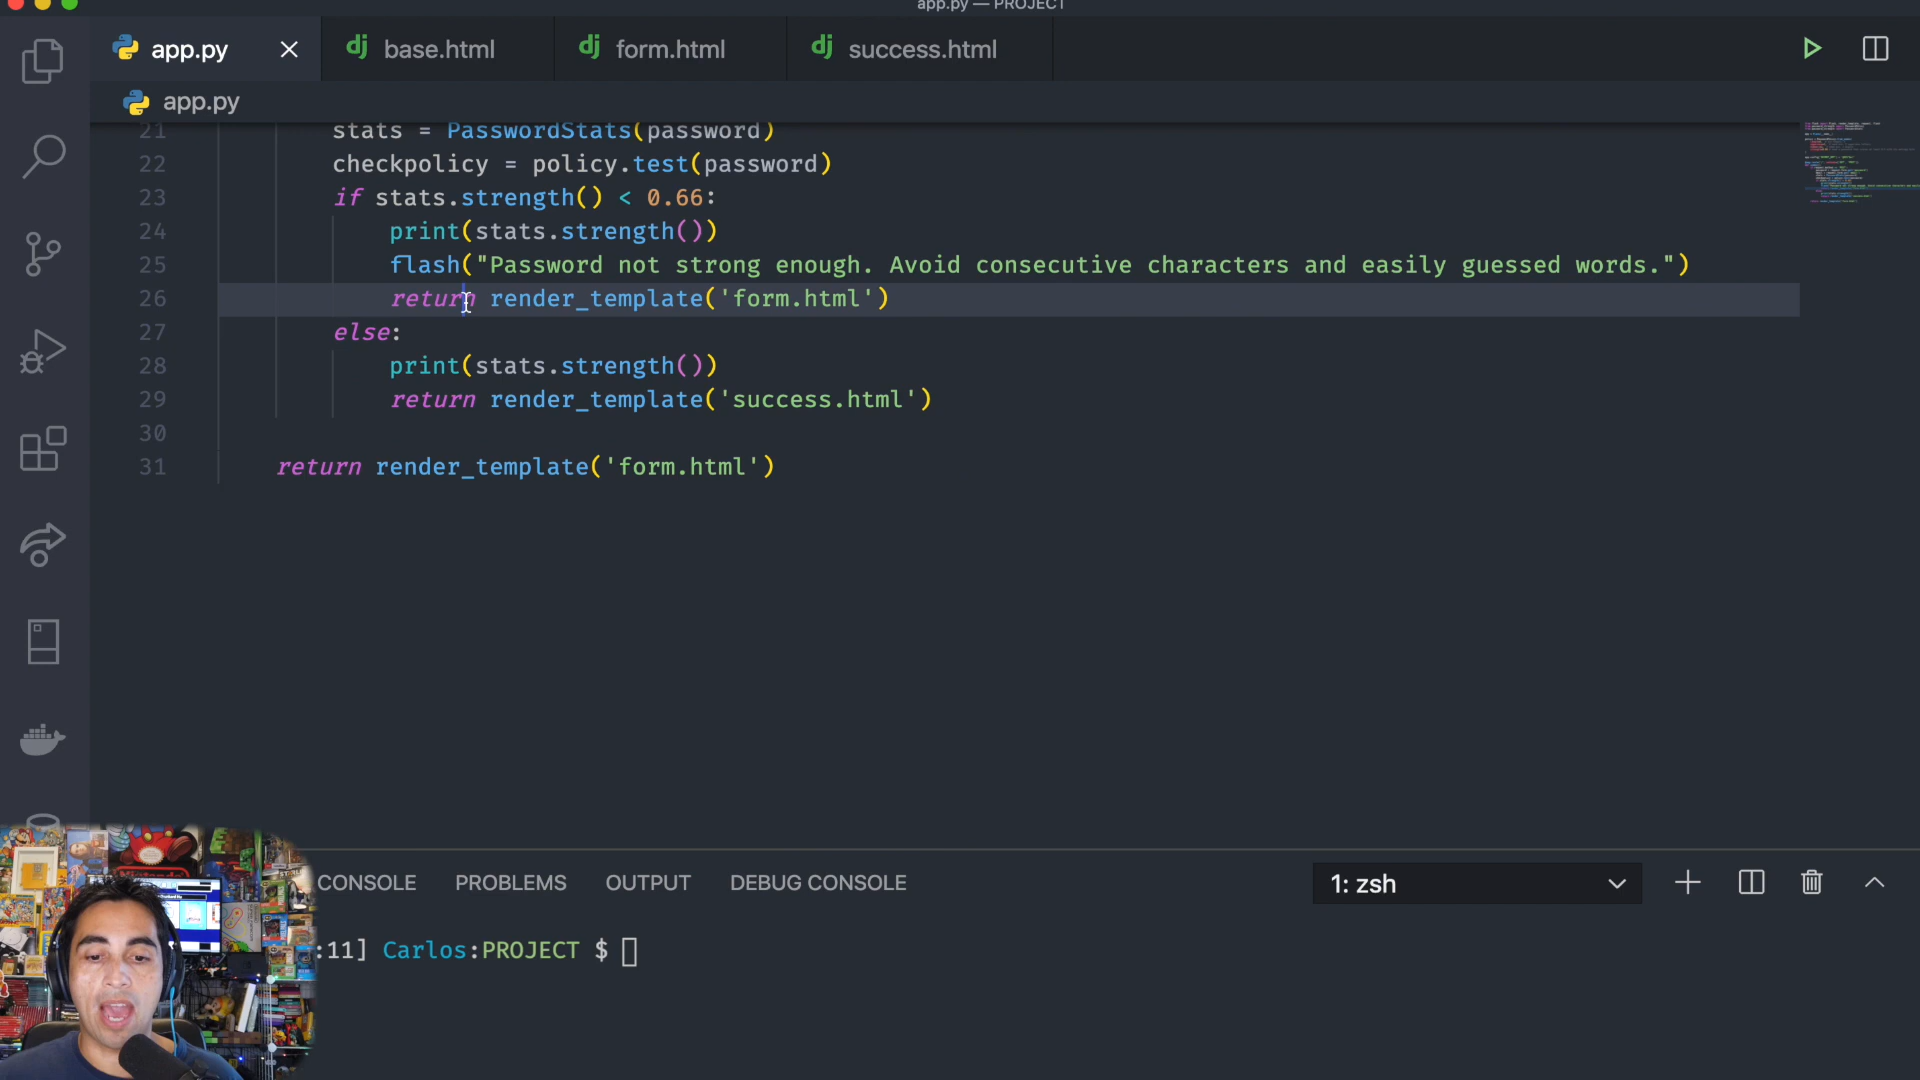 app.py — PROJECT
app.py
base.html
form.html
success.html
app.py
21 stats = PasswordStats(password)
22 checkpolicy = policy.test(password)
23 if stats.strength() < 0.66:
24 print(stats.strength())
25 flash("Password not strong enough. Avoid consecutive characters and easily guessed words.")
26 return render_template('form.html')
27 else:
28 print(stats.strength())
29 return render_template('success.html')
30
31 return render_template('form.html')
CONSOLE PROBLEMS OUTPUT DEBUG CONSOLE 1: zsh
:11] Carlos:PROJECT $